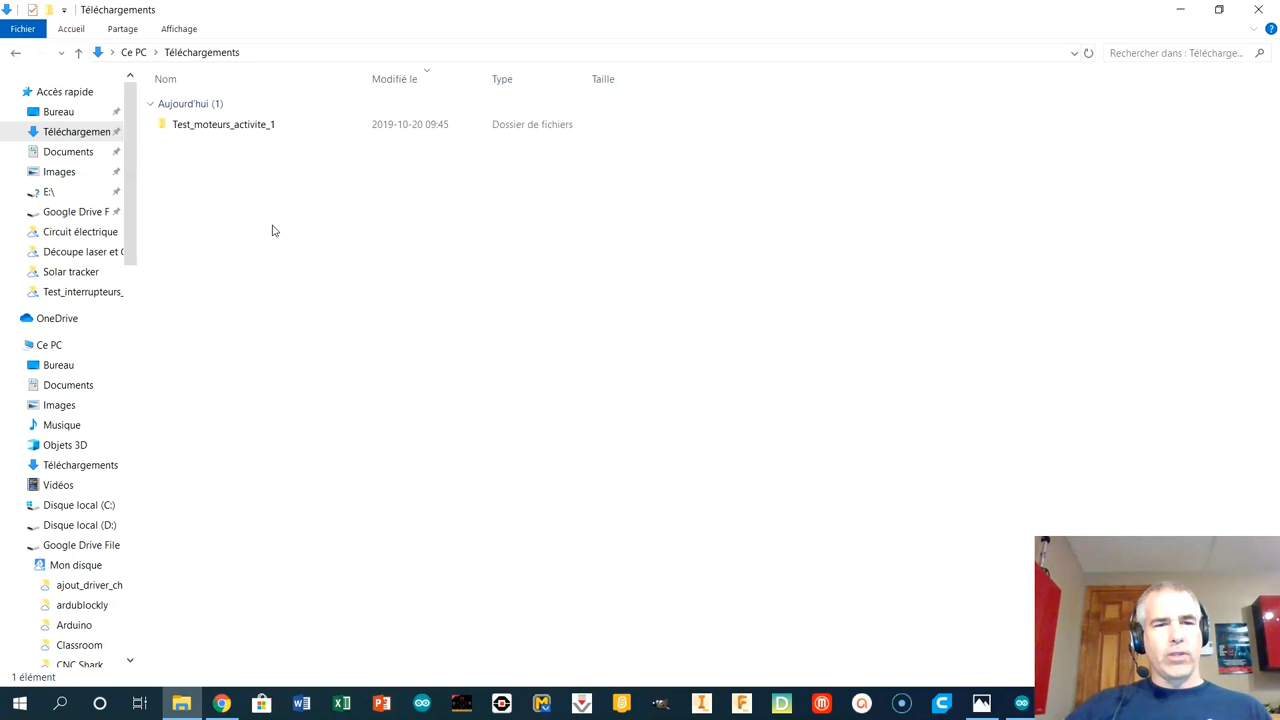 Téléchargements
Fichier Accueil Partage Affichage
Ce PC Téléchargements Rechercher dans : Télécharge...
Nom Modifié le Type Taille
Accès rapide
Aujourd'hui (1)
Bureau
Test_moteurs_activite_1 2019-10-20 09:45 Dossier de fichiers
Téléchargemen
Documents
Images
E:\
Google Drive F
Circuit électrique
Découpe laser et C
Solar tracker
Test_interrupteurs_
OneDrive
Ce PC
Bureau
Documents
Images
Musique
Objets 3D
Téléchargements
Vidéos
Disque local (C:)
Disque local (D:)
Google Drive File
Mon disque
ajout_driver_ch
ardublockly
Arduino
Classroom
CNC Shark
1 élément